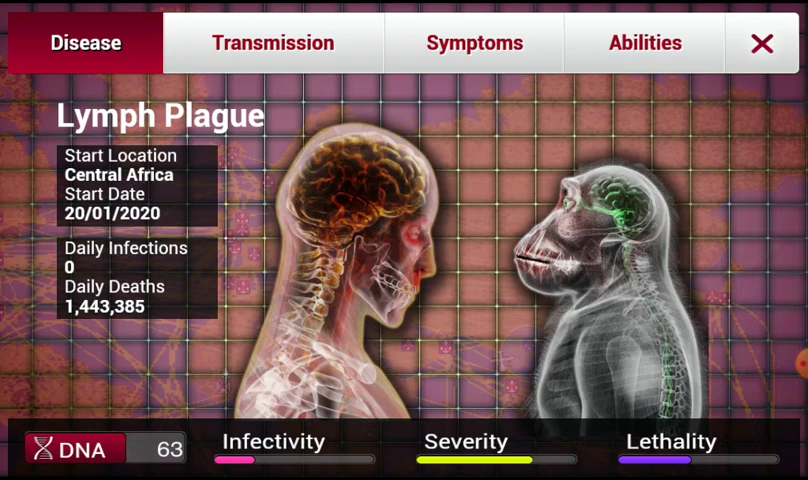 Disease
Transmission
Symptoms
Abilities
Lymph Plague
Start Location
Central Africa
Start Date
20/01/2020
Daily Infections
0
Daily Deaths
1,443,385
DNA
63
Infectivity
Severity
Lethality